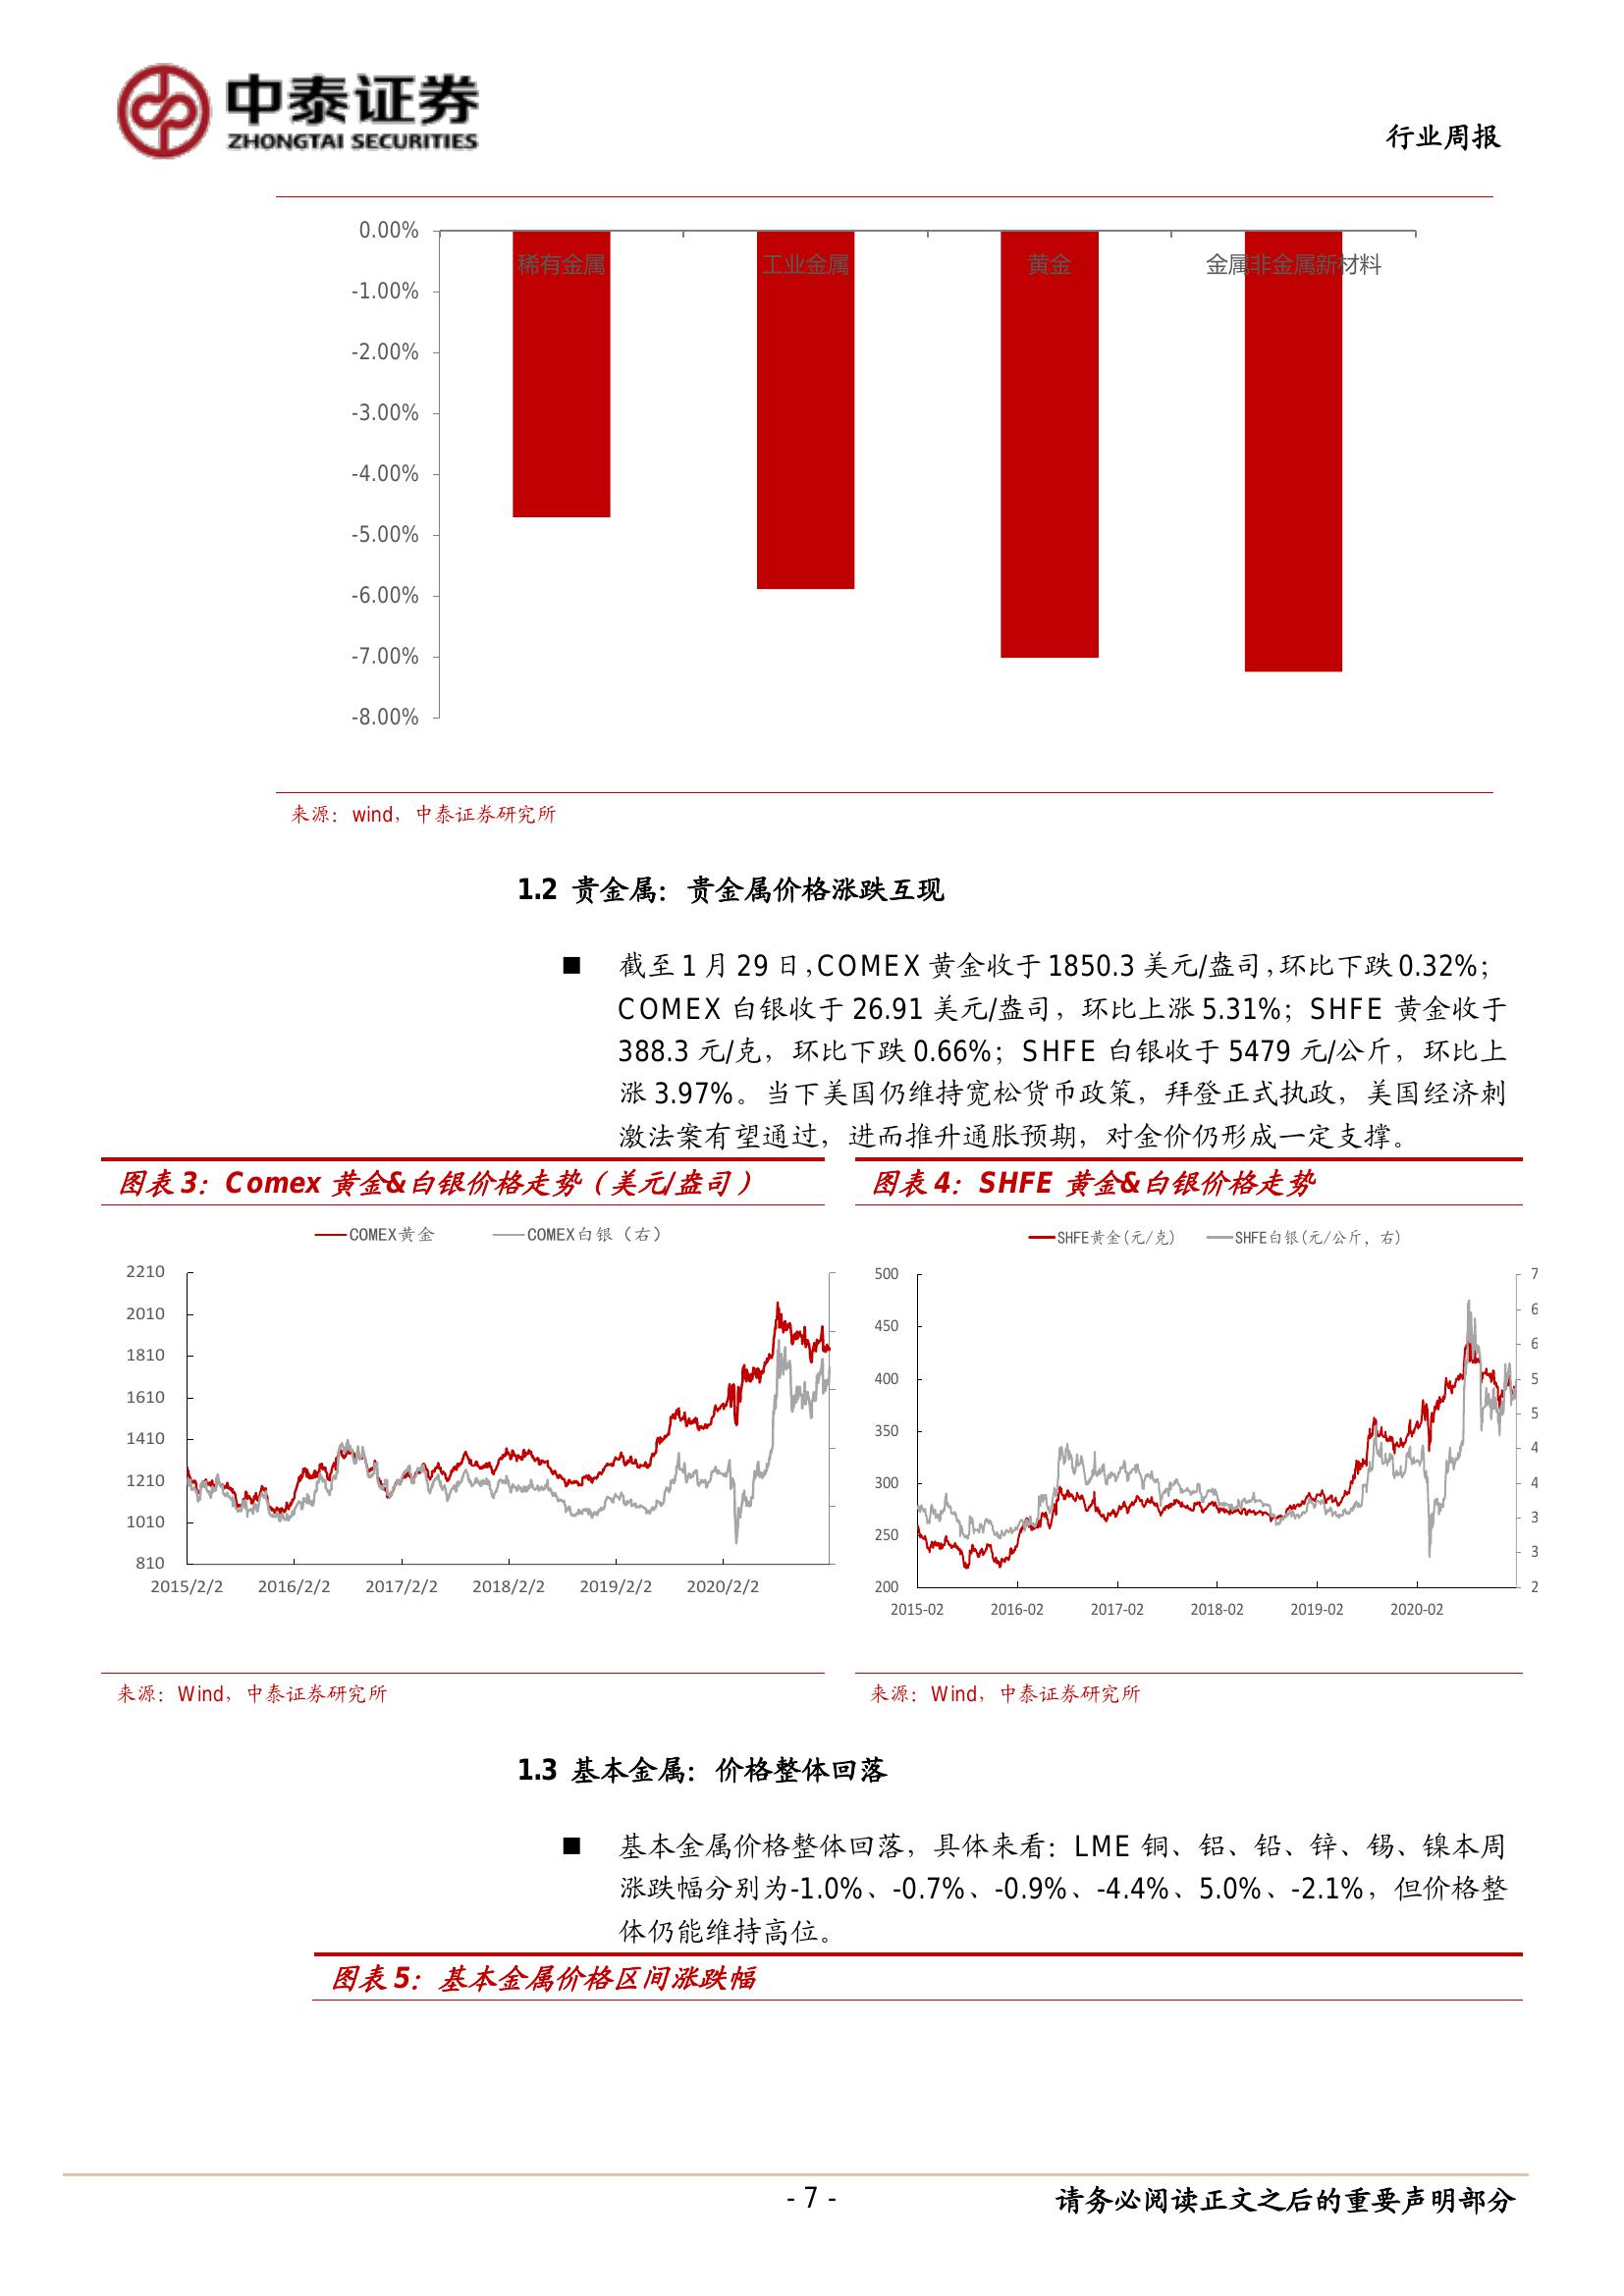 中泰证券
ZHONGTAI SECURITIES
行业周报
0.00%
-1.00%
-2.00%
-3.00%
-4.00%
-5.00%
-6.00%
-7.00%
-8.00%
稀有金属 工业金属 黄金 金属非金属新材料
来源：wind，中泰证券研究所
1.2 贵金属：贵金属价格涨跌互现
■ 截至 1 月 29 日，COMEX 黄金收于 1850.3 美元/盎司，环比下跌 0.32%；
COMEX 白银收于 26.91 美元/盎司，环比上涨 5.31%；SHFE 黄金收于
388.3 元/克，环比下跌 0.66%；SHFE 白银收于 5479 元/公斤，环比上
涨 3.97%。当下美国仍维持宽松货币政策，拜登正式执政，美国经济刺
激法案有望通过，进而推升通胀预期，对金价仍形成一定支撑。
图表 3：Comex 黄金&白银价格走势（美元/盎司）
COMEX黄金 COMEX白银（右）
2210
2010
1810
1610
1410
1210
1010
810
2015/2/2 2016/2/2 2017/2/2 2018/2/2 2019/2/2 2020/2/2
来源：Wind，中泰证券研究所
图表 4：SHFE 黄金&白银价格走势
SHFE黄金(元/克) SHFE白银(元/公斤，右)
500
450
400
350
300
250
200
7
6
6
5
5
4
4
3
3
2
2015-02 2016-02 2017-02 2018-02 2019-02 2020-02
来源：Wind，中泰证券研究所
1.3 基本金属：价格整体回落
■ 基本金属价格整体回落，具体来看：LME 铜、铝、铅、锌、锡、镍本周
涨跌幅分别为-1.0%、-0.7%、-0.9%、-4.4%、5.0%、-2.1%，但价格整
体仍能维持高位。
图表 5：基本金属价格区间涨跌幅
- 7 -
请务必阅读正文之后的重要声明部分